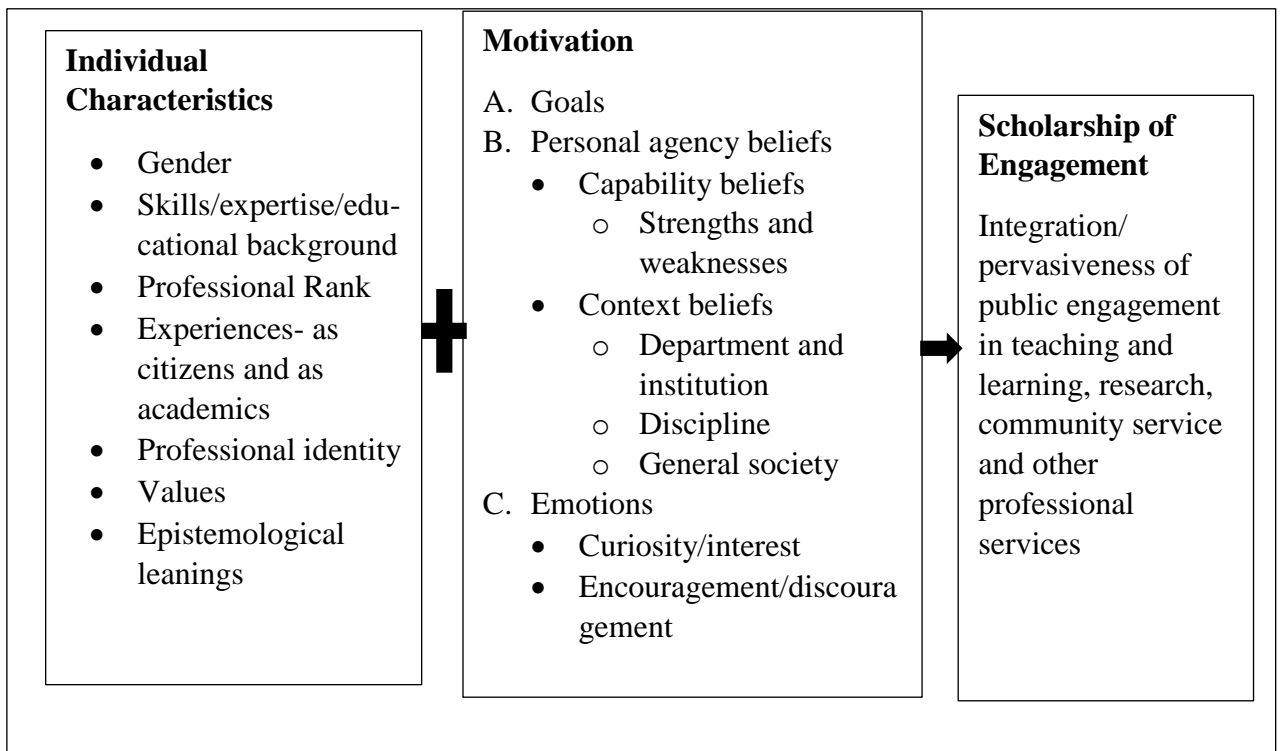 Individual
Characteristics
• Gender
• Skills/expertise/edu-
cational background
• Professional Rank
• Experiences- as
citizens and as
academics
• Professional identity
• Values
• Epistemological
leanings
Motivation
A. Goals
B. Personal agency beliefs
• Capability beliefs
o Strengths and
weaknesses
• Context beliefs
o Department and
institution
o Discipline
o General society
C. Emotions
• Curiosity/interest
• Encouragement/discoura
gement
Scholarship of
Engagement
Integration/
pervasiveness of
public engagement
in teaching and
learning, research,
community service
and other
professional
services